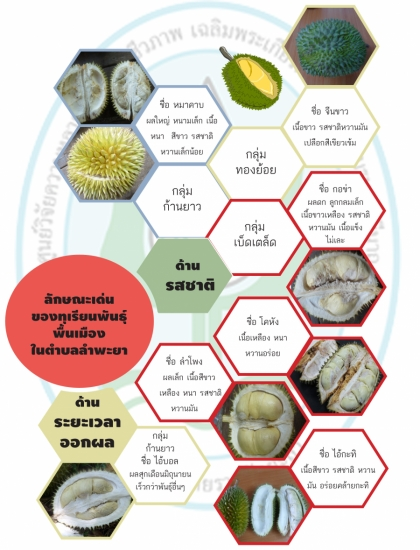 ชื่อ หมาคาบ
ผลใหญ่ หนามเล็ก เนื้อ
หนา สีขาว รสชาติ
หวานเล็กน้อย
ชื่อ จีนขาว
เนื้อขาว รสชาติหวานมัน
เปลือกสีเขียวเข้ม
กลุ่ม
ทองย้อย
กลุ่ม
ก้านยาว
ชื่อ กอข่า
ผลดก ลูกกลมเล็ก
เนื้อขาวเหลือง รสชาติ
หวานมัน เนื้อแข็ง
ไม่เละ
กลุ่ม
เบ็ดเตล็ด
ด้าน
รสชาติ
ลักษณะเด่น
ของทุเรียนพันธุ์
พื้นเมือง
ในตำบลลำพะยา
ชื่อ โคหัง
เนื้อเหลือง หนา
หวานอร่อย
ชื่อ ลำโพง
ผลเล็ก เนื้อสีขาว
เหลือง หนา รสชาติ
หวานมัน
ด้าน
ระยะเวลา
ออกผล
กลุ่ม
ก้านยาว
ชื่อ ไอ้บอล
ผลสุกเดือนมิถุนายน
เร็วกว่าพันธุ์อื่นๆ
ชื่อ ไอ้กะทิ
เนื้อสีขาว รสชาติ หวาน
มัน อร่อยคล้ายกะทิ